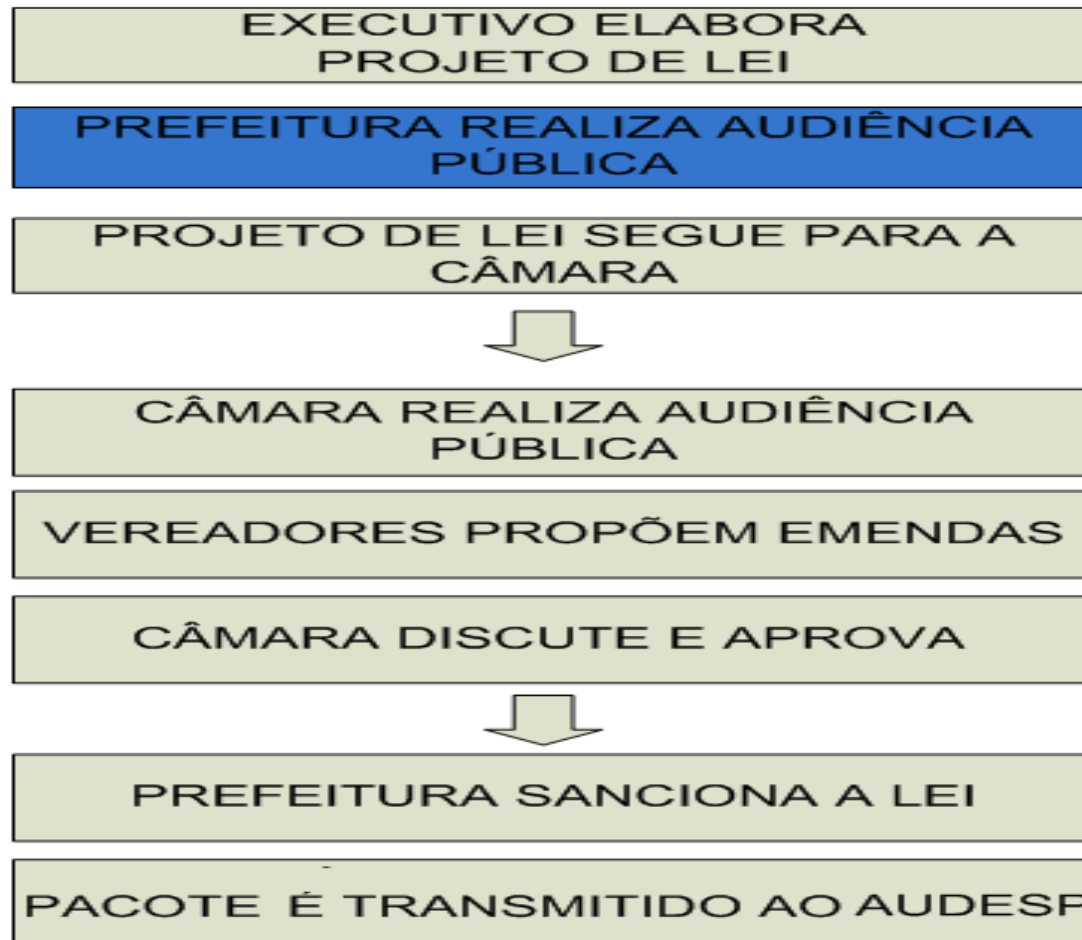 EXECUTIVO ELABORA
PROJETO DE LEI
PREFEITURA REALIZA AUDIÊNCIA
PÚBLICA
PROJETO DE LEI SEGUE PARA A
CÂMARA
CÂMARA REALIZA AUDIÊNCIA
PÚBLICA
VEREADORES PROPÕEM EMENDAS
CÂMARA DISCUTE E APROVA
PREFEITURA SANCIONA A LEI
PACOTE É TRANSMITIDO AO AUDESP